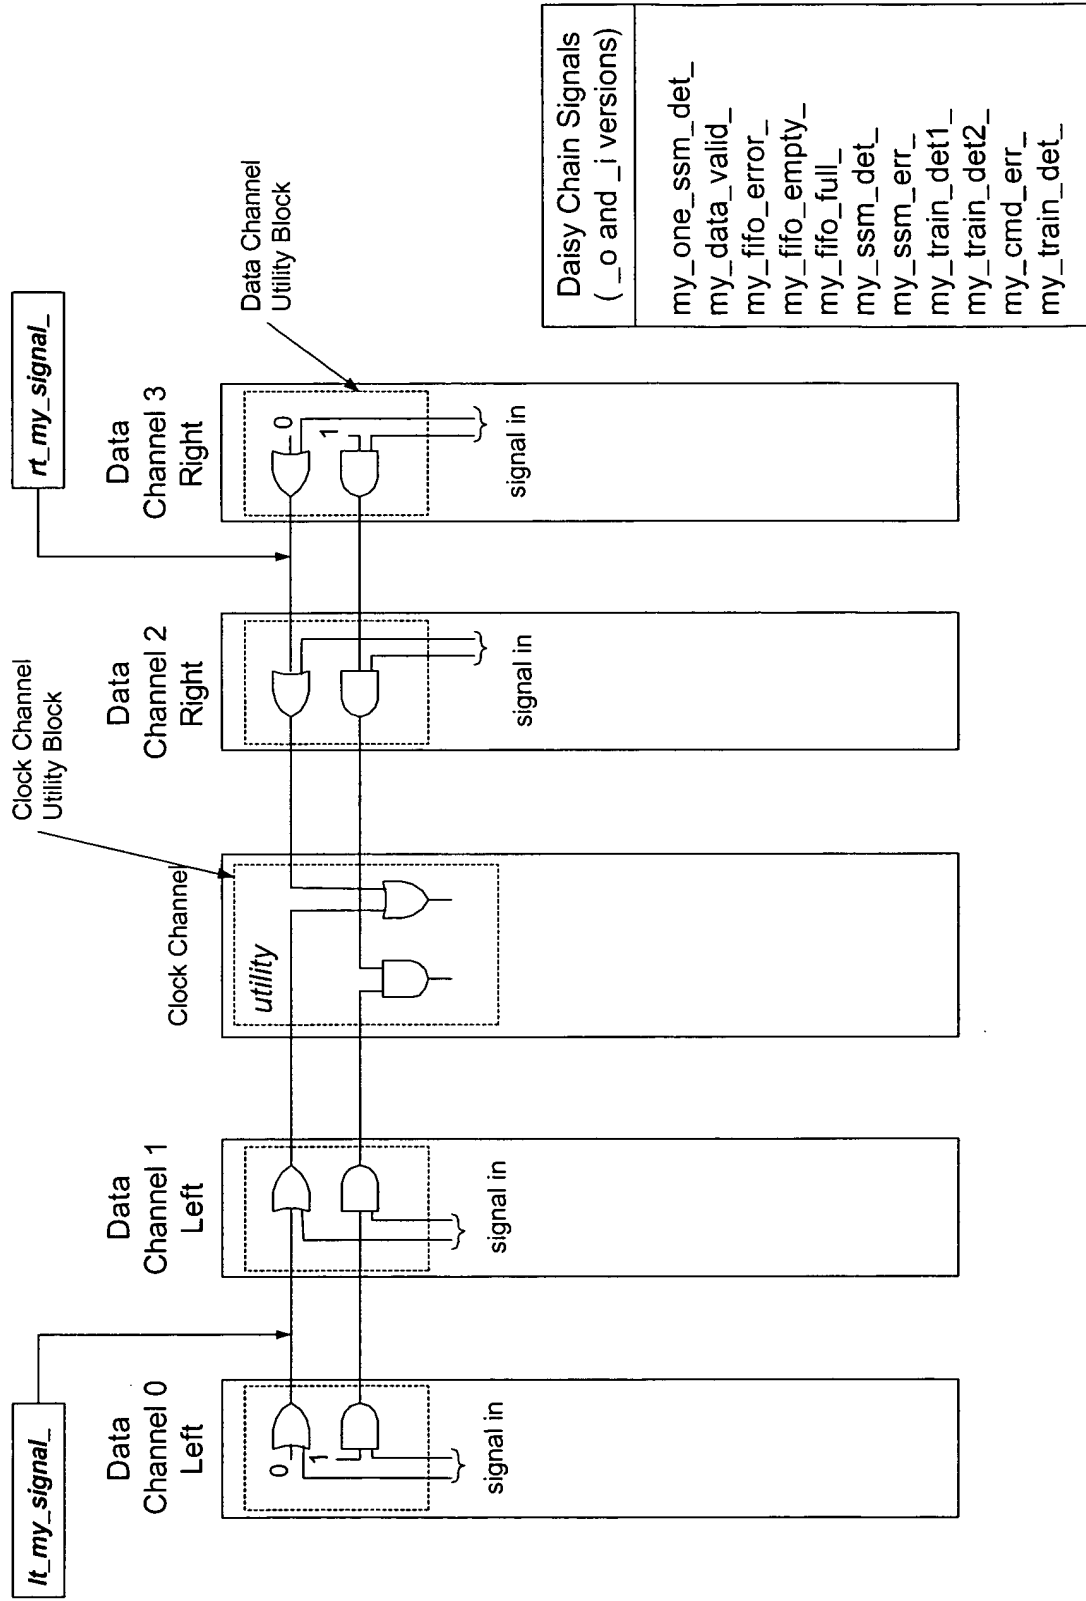 lt_my_signal_
rt_my_signal_
Clock Channel
Utility Block
Data Channel
Utility Block
Data
Channel 0
Left
Data
Channel 1
Left
Clock Channel
Data
Channel 2
Right
Data
Channel 3
Right
0
1
utility
0
1
signal in
signal in
signal in
signal in
Daisy Chain Signals
(_o and _i versions)
my_one_ssm_det_
my_data_valid_
my_fifo_error_
my_fifo_empty_
my_fifo_full_
my_ssm_det_
my_ssm_err_
my_train_det1_
my_train_det2_
my_cmd_err_
my_train_det_